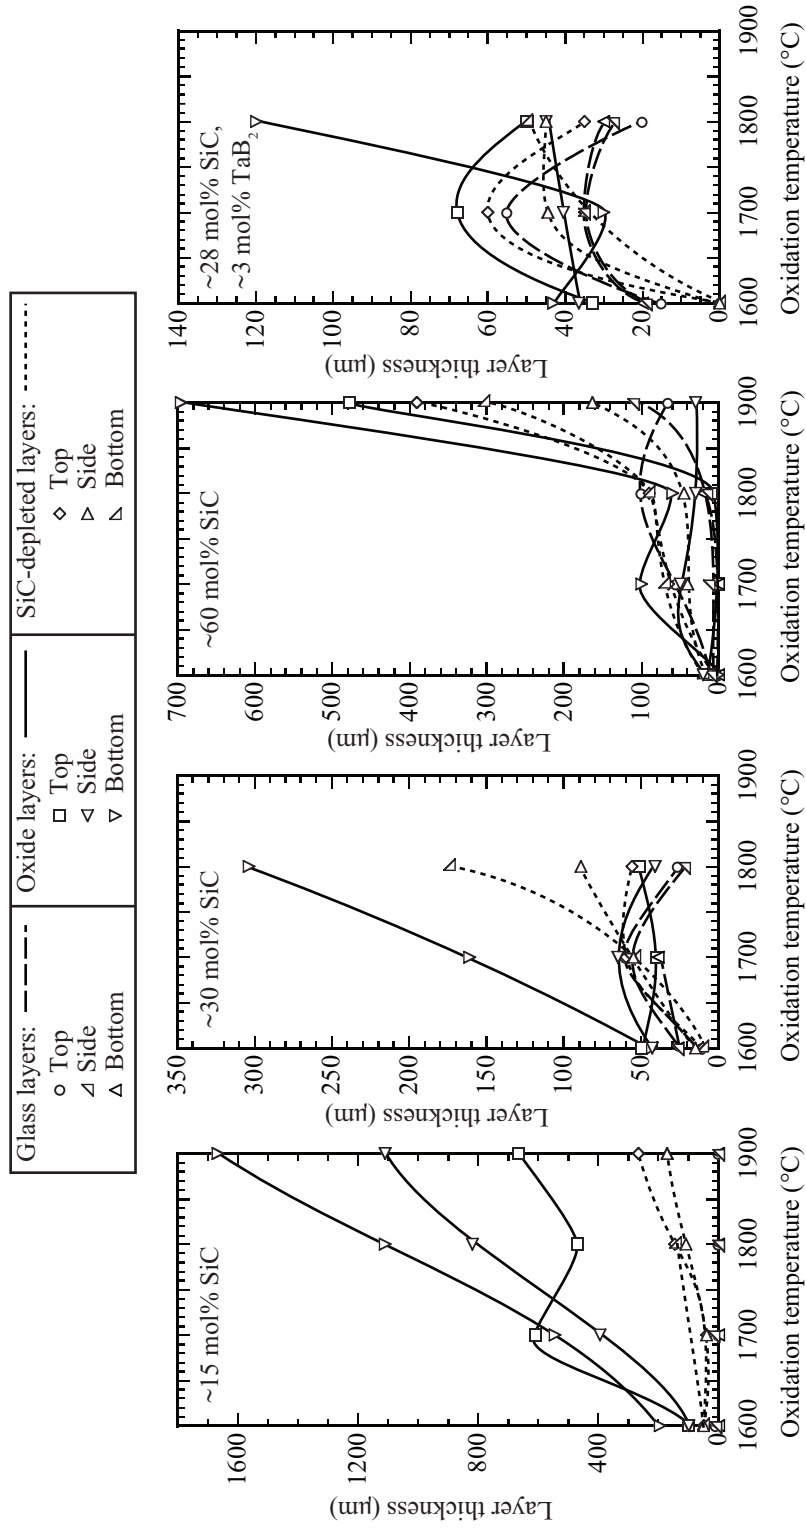 Glass layers:
Top
Side
Bottom
Oxide layers:
Top
Side
Bottom
SiC-depleted layers:
Top
Side
Bottom
~15 mol% SiC
1600
1200
800
400
0
Layer thickness (µm)
1600
1700
1800
1900
Oxidation temperature (°C)
~30 mol% SiC
350
300
250
200
150
100
50
0
Layer thickness (µm)
1600
1700
1800
1900
Oxidation temperature (°C)
~60 mol% SiC
700
600
500
400
300
200
100
0
Layer thickness (µm)
1600
1700
1800
1900
Oxidation temperature (°C)
~28 mol% SiC,
~3 mol% TaB₂
140
120
100
80
60
40
20
0
Layer thickness (µm)
1600
1700
1800
1900
Oxidation temperature (°C)